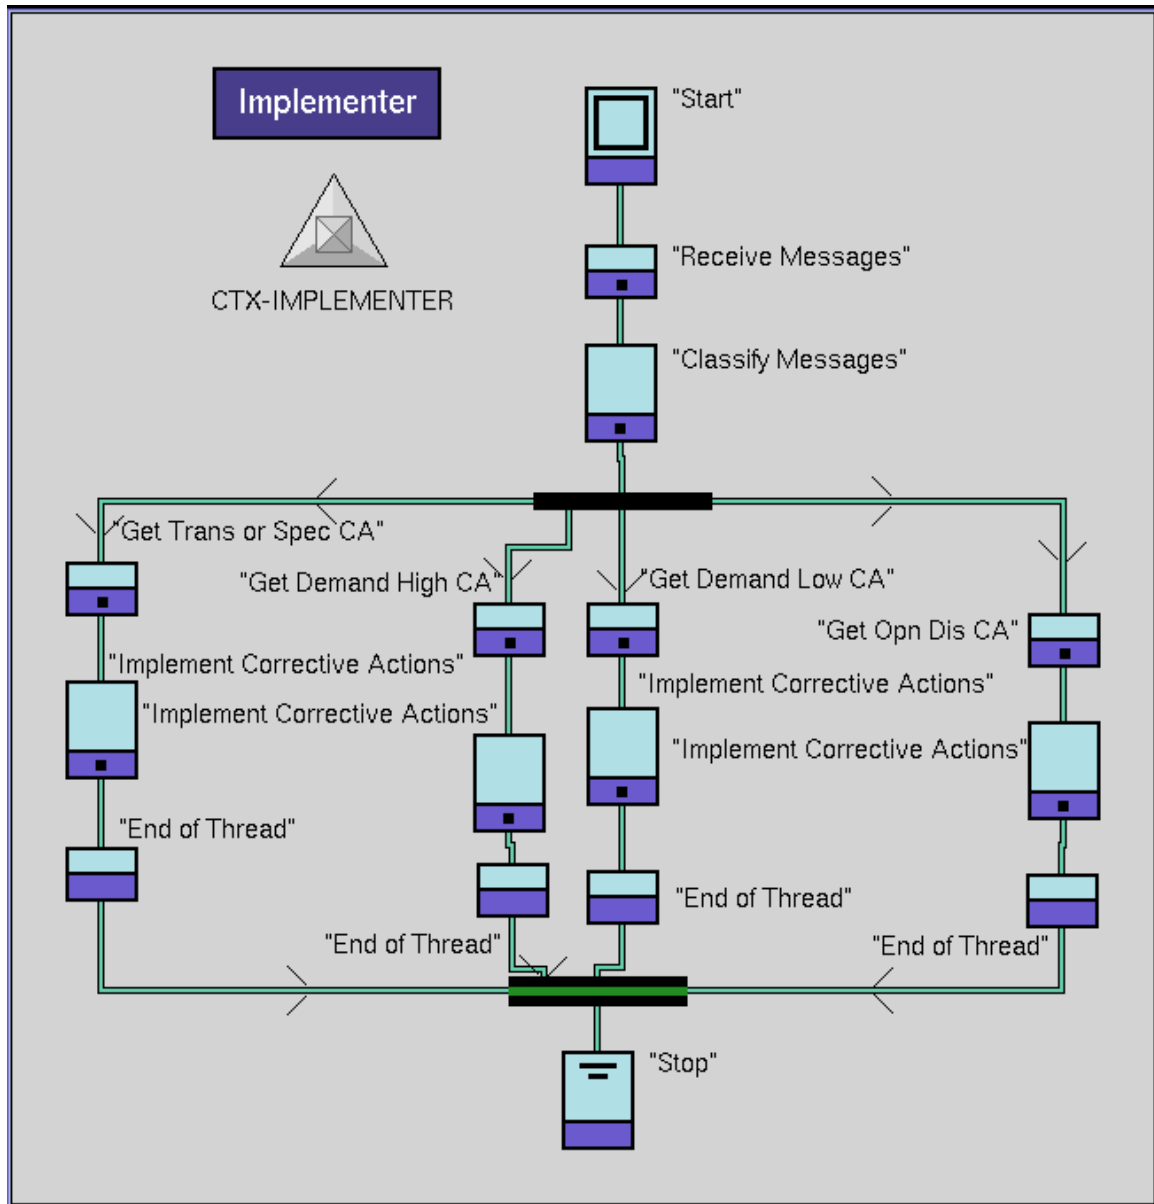 Implementer
"Start"
"Receive Messages"
CTX-IMPLEMENTER
"Classify Messages"
"Get Trans or Spec CA"
"Get Demand High CA"
"Get Demand Low CA"
"Get Opn Dis CA"
"Implement Corrective Actions"
"Implement Corrective Actions"
"Implement Corrective Actions"
"Implement Corrective Actions"
"End of Thread"
"End of Thread"
"End of Thread"
"End of Thread"
"Stop"